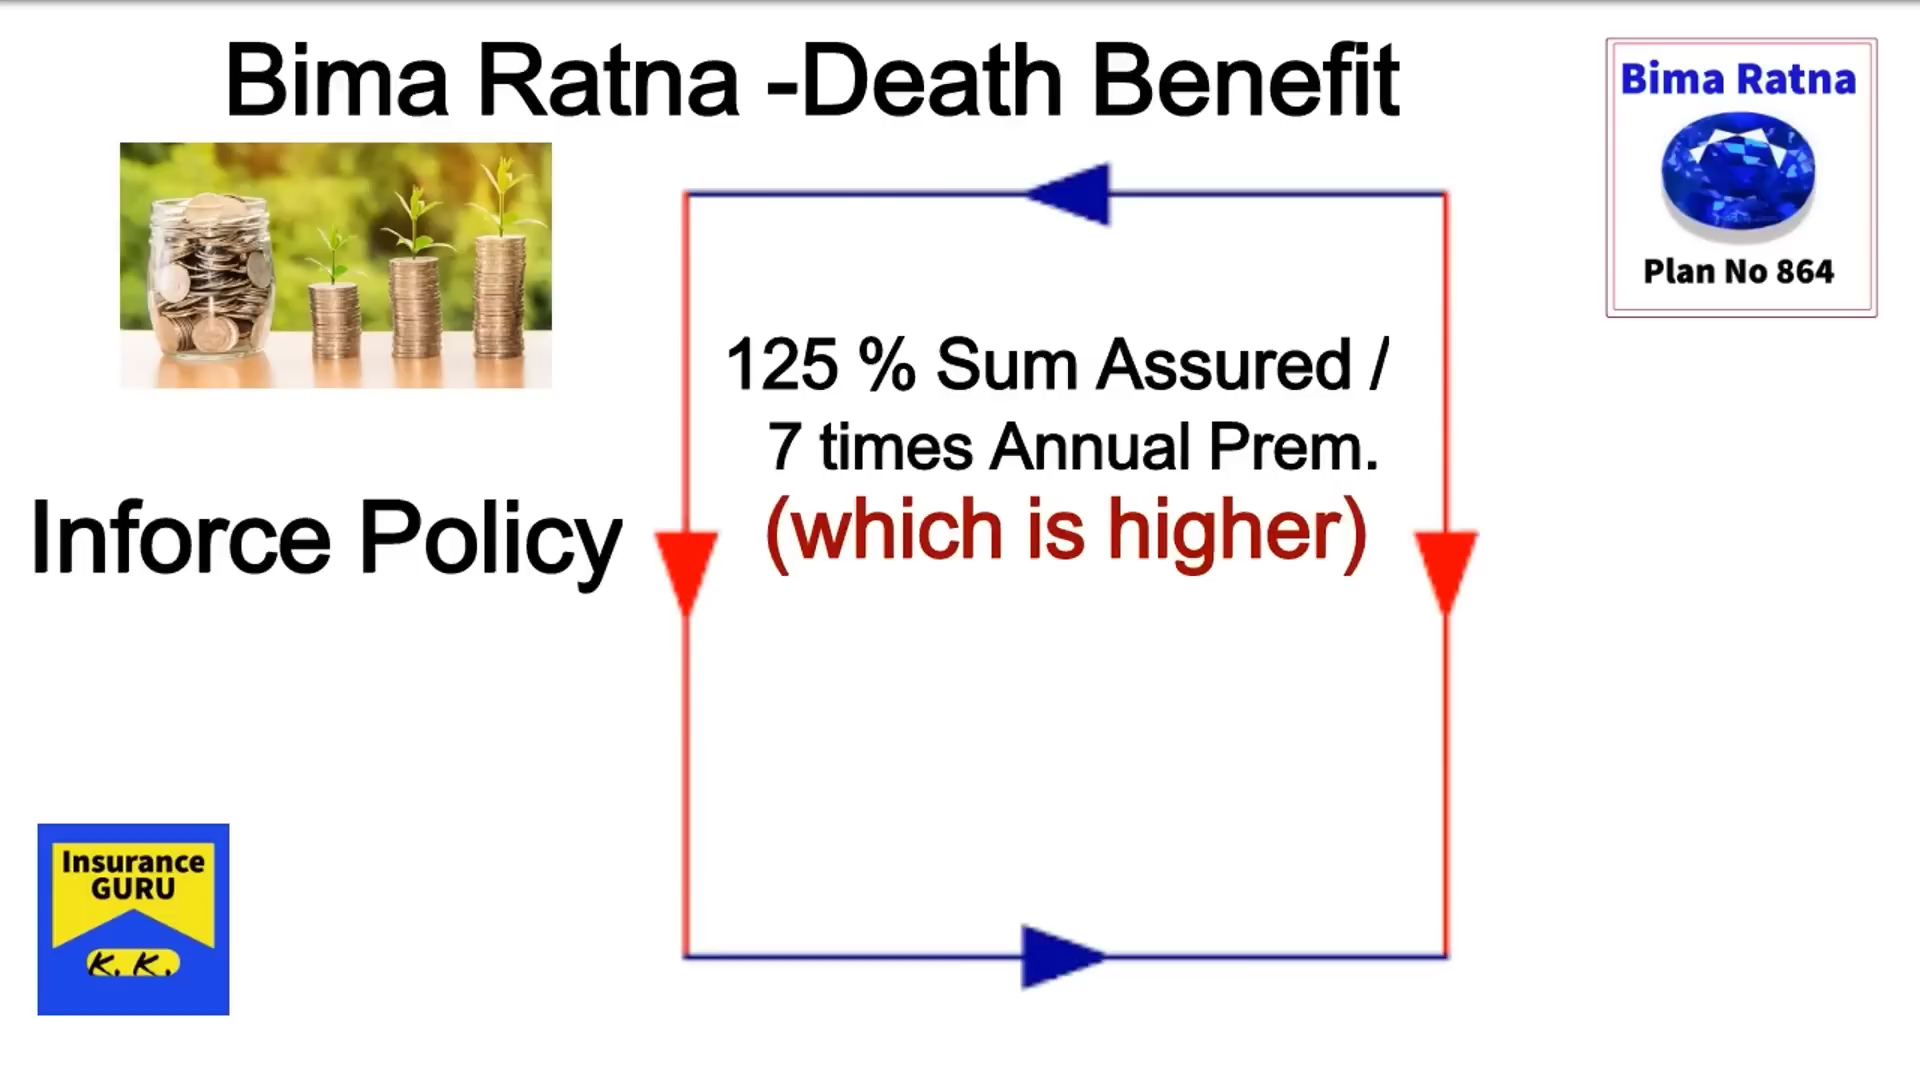 Bima Ratna -Death Benefit
Bima Ratna
Plan No 864
125 % Sum Assured /
7 times Annual Prem.
(which is higher)
Inforce Policy
Insurance
GURU
K. K.